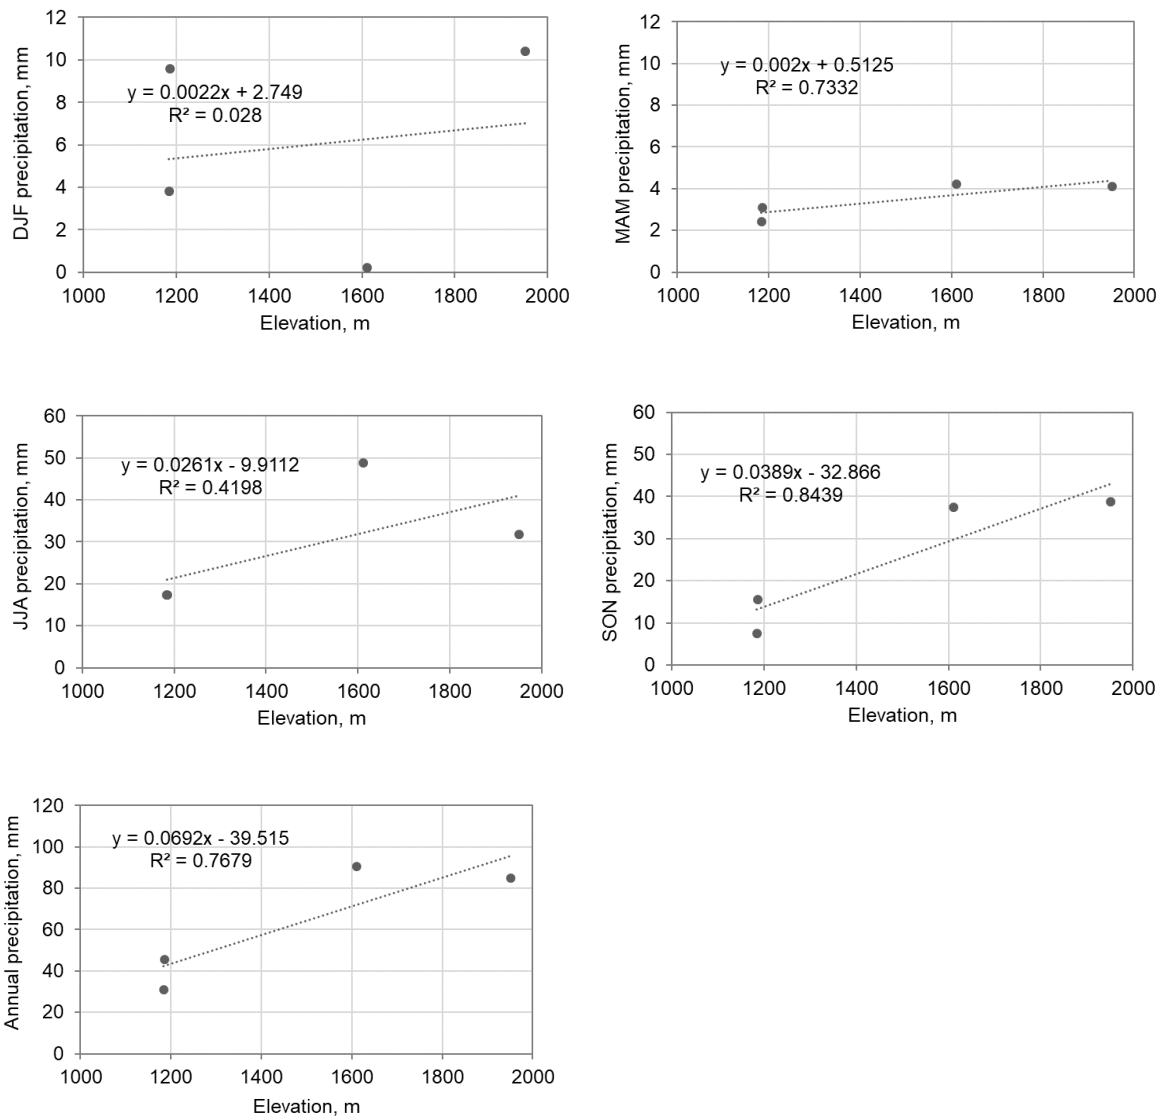 DJF precipitation, mm
12
10
8
6
4
2
0
y = 0.0022x + 2.749
R² = 0.028
1000 1200 1400 1600 1800 2000
Elevation, m
MAM precipitation, mm
12
10
8
6
4
2
0
y = 0.002x + 0.5125
R² = 0.7332
1000 1200 1400 1600 1800 2000
Elevation, m
JJA precipitation, mm
60
50
40
30
20
10
0
y = 0.0261x - 9.9112
R² = 0.4198
1000 1200 1400 1600 1800 2000
Elevation, m
SON precipitation, mm
60
50
40
30
20
10
0
y = 0.0389x - 32.866
R² = 0.8439
1000 1200 1400 1600 1800 2000
Elevation, m
Annual precipitation, mm
120
100
80
60
40
20
0
y = 0.0692x - 39.515
R² = 0.7679
1000 1200 1400 1600 1800 2000
Elevation, m